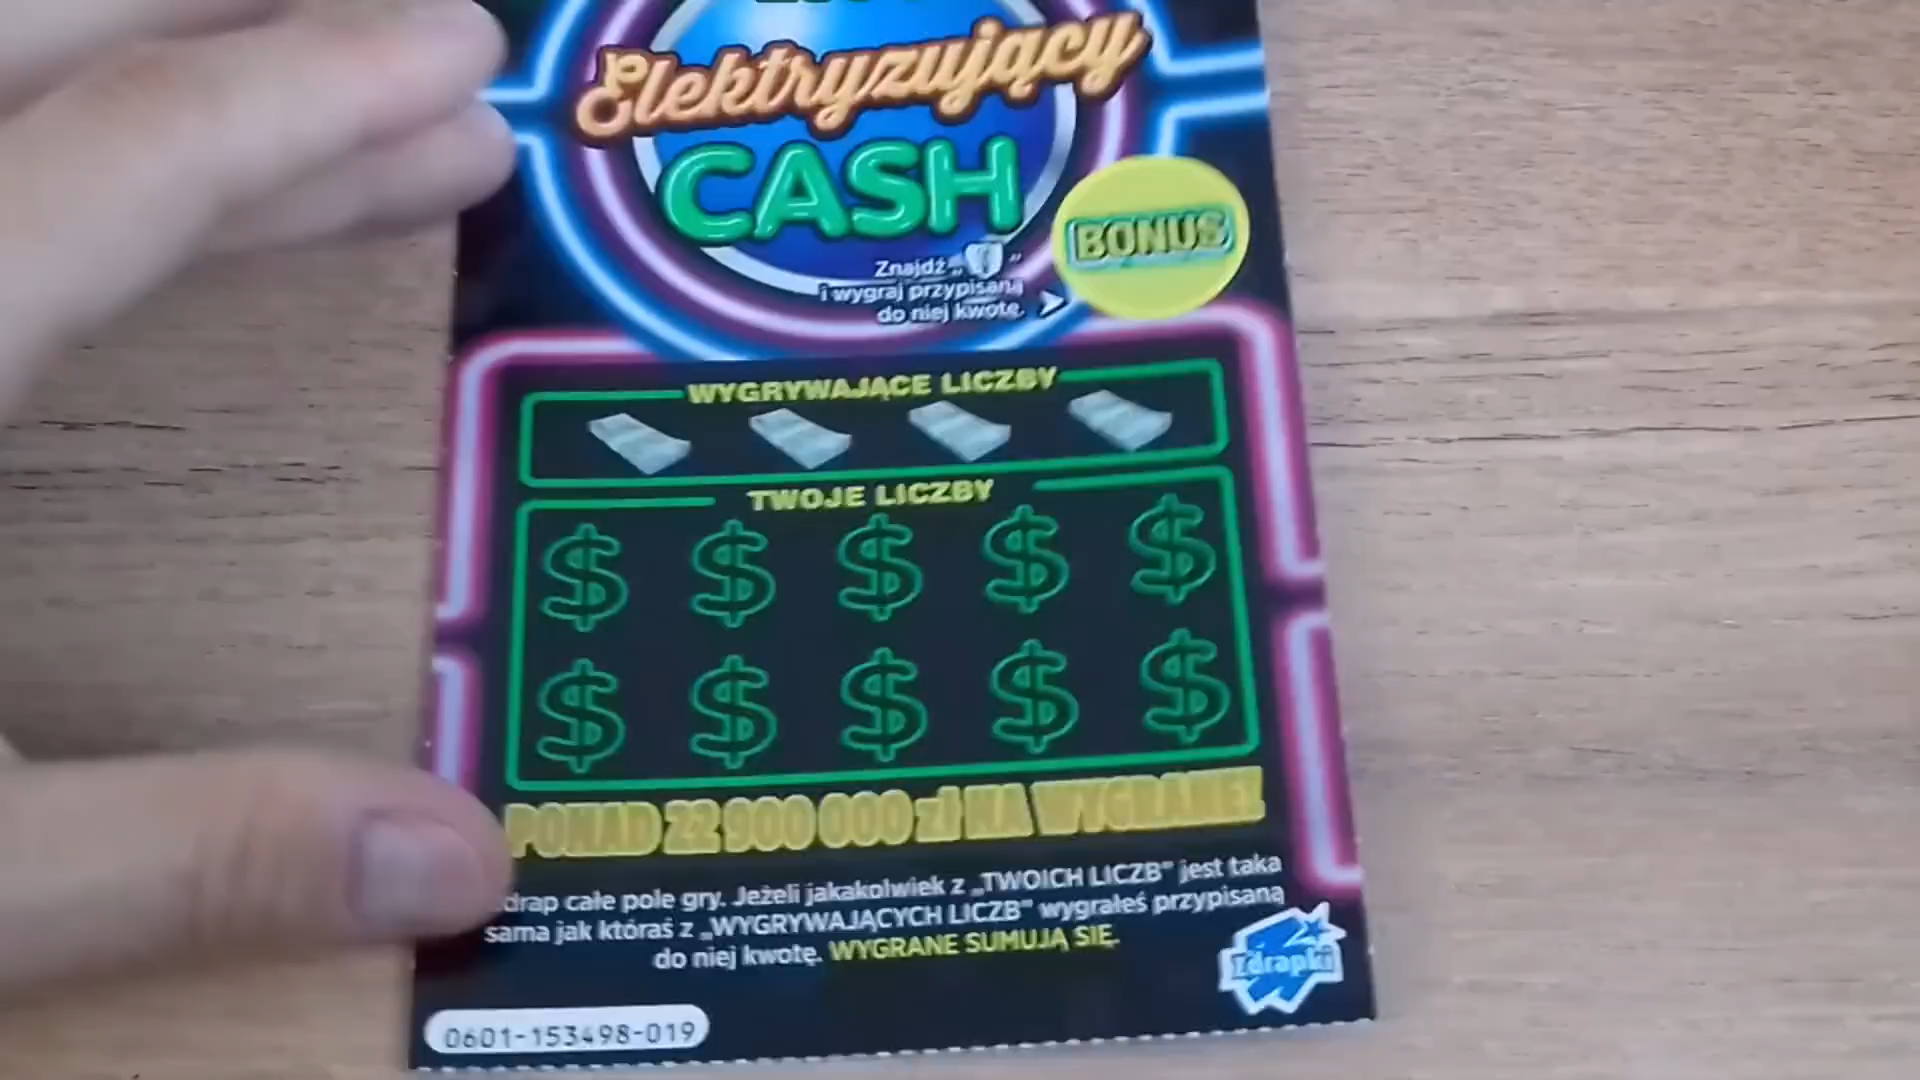 Elektryzujący
CASH
BONUS
Znajdź „ ”
i wygraj przypisaną
do niej kwotę.
WYGRYWAJĄCE LICZBY
TWOJE LICZBY
PONAD 22 900 000 zł NA WYGRANE!
drap całe pole gry. Jeżeli jakakolwiek z „TWOICH LICZB” jest taka
sama jak któraś z „WYGRYWAJĄCYCH LICZB” wygrałeś przypisaną
do niej kwotę. WYGRANE SUMUJĄ SIĘ.
Zdrapki
0601-153498-019